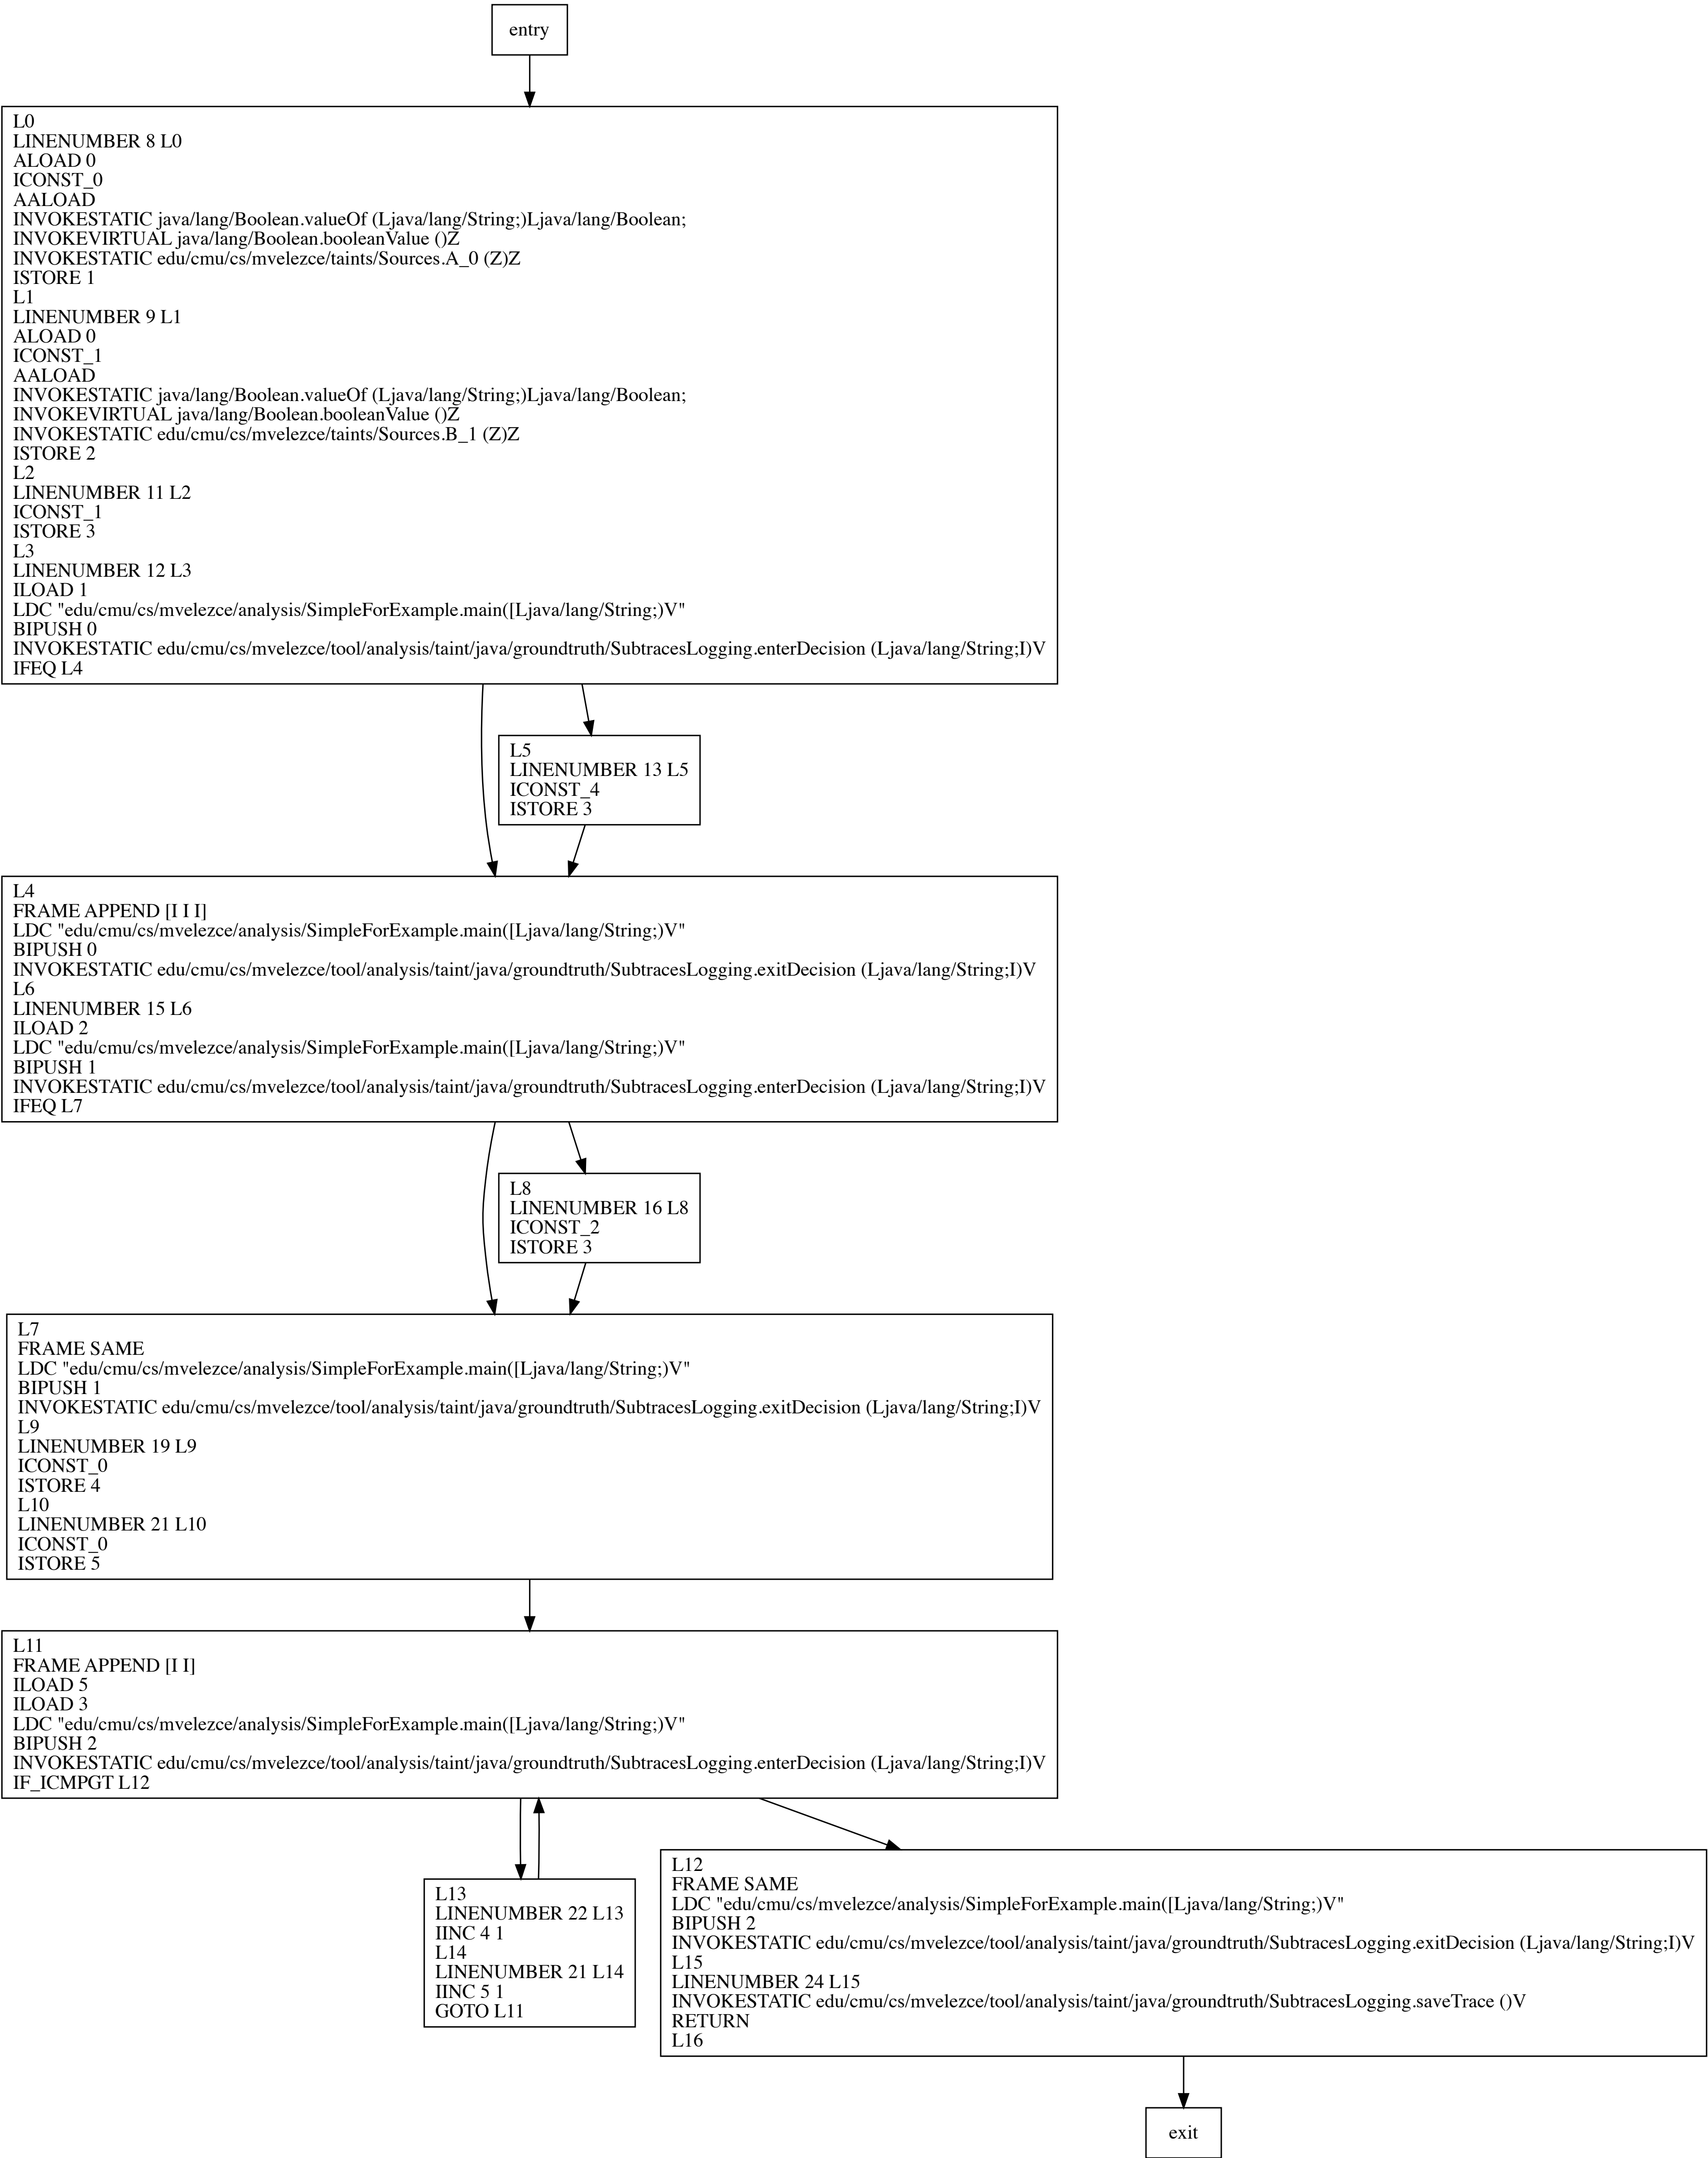 entry
L0
LINENUMBER 8 L0
ALOAD 0
ICONST_0
AALOAD
INVOKESTATIC java/lang/Boolean.valueOf (Ljava/lang/String;)Ljava/lang/Boolean;
INVOKEVIRTUAL java/lang/Boolean.booleanValue ()Z
INVOKESTATIC edu/cmu/cs/mvelezce/taints/Sources.A_0 (Z)Z
ISTORE 1
L1
LINENUMBER 9 L1
ALOAD 0
ICONST_1
AALOAD
INVOKESTATIC java/lang/Boolean.valueOf (Ljava/lang/String;)Ljava/lang/Boolean;
INVOKEVIRTUAL java/lang/Boolean.booleanValue ()Z
INVOKESTATIC edu/cmu/cs/mvelezce/taints/Sources.B_1 (Z)Z
ISTORE 2
L2
LINENUMBER 11 L2
ICONST_1
ISTORE 3
L3
LINENUMBER 12 L3
ILOAD 1
LDC "edu/cmu/cs/mvelezce/analysis/SimpleForExample.main([Ljava/lang/String;)V"
BIPUSH 0
INVOKESTATIC edu/cmu/cs/mvelezce/tool/analysis/taint/java/groundtruth/SubtracesLogging.enterDecision (Ljava/lang/String;I)V
IFEQ L4
L5
LINENUMBER 13 L5
ICONST_4
ISTORE 3
L4
FRAME APPEND [I I I]
LDC "edu/cmu/cs/mvelezce/analysis/SimpleForExample.main([Ljava/lang/String;)V"
BIPUSH 0
INVOKESTATIC edu/cmu/cs/mvelezce/tool/analysis/taint/java/groundtruth/SubtracesLogging.exitDecision (Ljava/lang/String;I)V
L6
LINENUMBER 15 L6
ILOAD 2
LDC "edu/cmu/cs/mvelezce/analysis/SimpleForExample.main([Ljava/lang/String;)V"
BIPUSH 1
INVOKESTATIC edu/cmu/cs/mvelezce/tool/analysis/taint/java/groundtruth/SubtracesLogging.enterDecision (Ljava/lang/String;I)V
IFEQ L7
L8
LINENUMBER 16 L8
ICONST_2
ISTORE 3
L7
FRAME SAME
LDC "edu/cmu/cs/mvelezce/analysis/SimpleForExample.main([Ljava/lang/String;)V"
BIPUSH 1
INVOKESTATIC edu/cmu/cs/mvelezce/tool/analysis/taint/java/groundtruth/SubtracesLogging.exitDecision (Ljava/lang/String;I)V
L9
LINENUMBER 19 L9
ICONST_0
ISTORE 4
L10
LINENUMBER 21 L10
ICONST_0
ISTORE 5
L11
FRAME APPEND [I I]
ILOAD 5
ILOAD 3
LDC "edu/cmu/cs/mvelezce/analysis/SimpleForExample.main([Ljava/lang/String;)V"
BIPUSH 2
INVOKESTATIC edu/cmu/cs/mvelezce/tool/analysis/taint/java/groundtruth/SubtracesLogging.enterDecision (Ljava/lang/String;I)V
IF_ICMPGT L12
L13
LINENUMBER 22 L13
IINC 4 1
L14
LINENUMBER 21 L14
IINC 5 1
GOTO L11
L12
FRAME SAME
LDC "edu/cmu/cs/mvelezce/analysis/SimpleForExample.main([Ljava/lang/String;)V"
BIPUSH 2
INVOKESTATIC edu/cmu/cs/mvelezce/tool/analysis/taint/java/groundtruth/SubtracesLogging.exitDecision (Ljava/lang/String;I)V
L15
LINENUMBER 24 L15
INVOKESTATIC edu/cmu/cs/mvelezce/tool/analysis/taint/java/groundtruth/SubtracesLogging.saveTrace ()V
RETURN
L16
exit